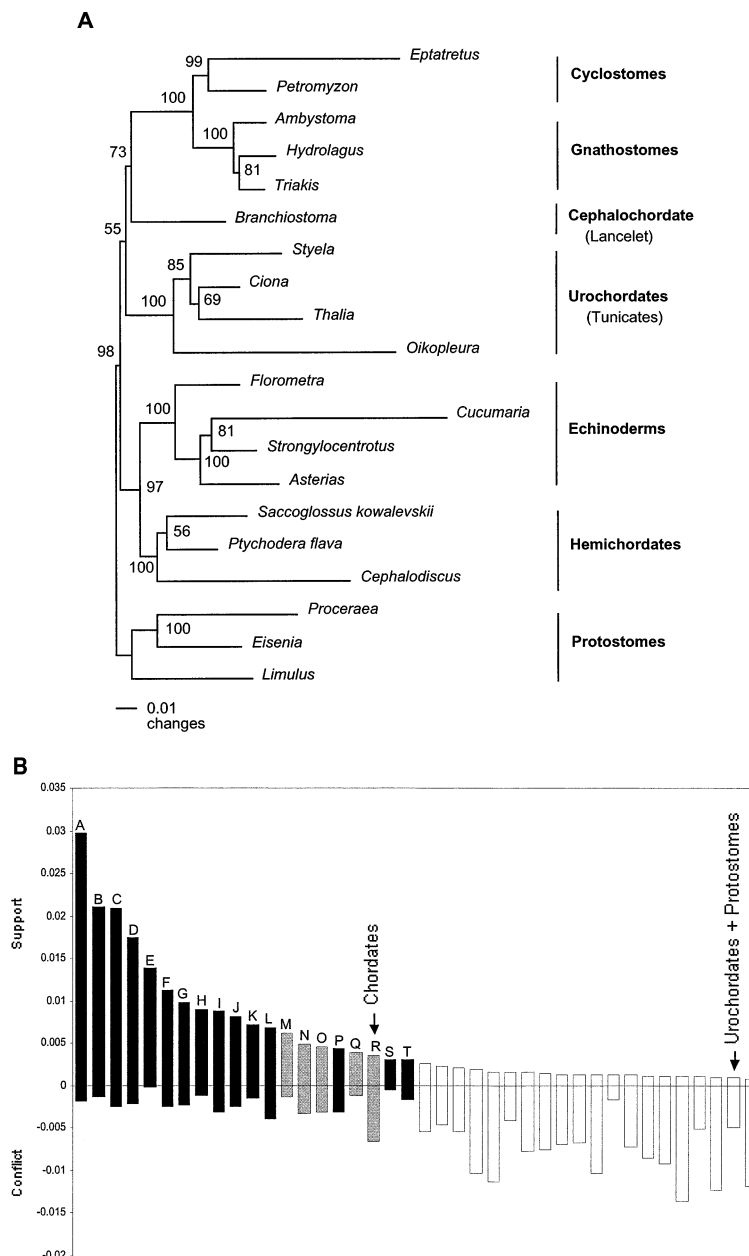 A
99
Eptatretus
Cyclostomes
Petromyzon
100
Ambystoma
100
Hydrolagus
Gnathostomes
73
81
Triakis
Branchiostoma
Cephalochordate
(Lancelet)
55
Styela
85
Ciona
Urochordates
100
69
Thalia
(Tunicates)
98
Oikopleura
Florometra
100
Cucumaria
81
Echinoderms
Strongylocentrotus
100
Asterias
97
Saccoglossus kowalevskii
56
Ptychodera flava
Hemichordates
100
Cephalodiscus
Proceraea
100
Eisenia
Protostomes
Limulus
0.01
changes
B
0.035
0.03
0.025
0.02
0.015
0.01
0.005
0
-0.005
-0.01
-0.015
-0.02
Support
Conflict
A
B
C
D
E
F
G
H
I
J
K
L
M
N
O
P
Q
R
S
T
Chordates
Urochordates + Protostomes